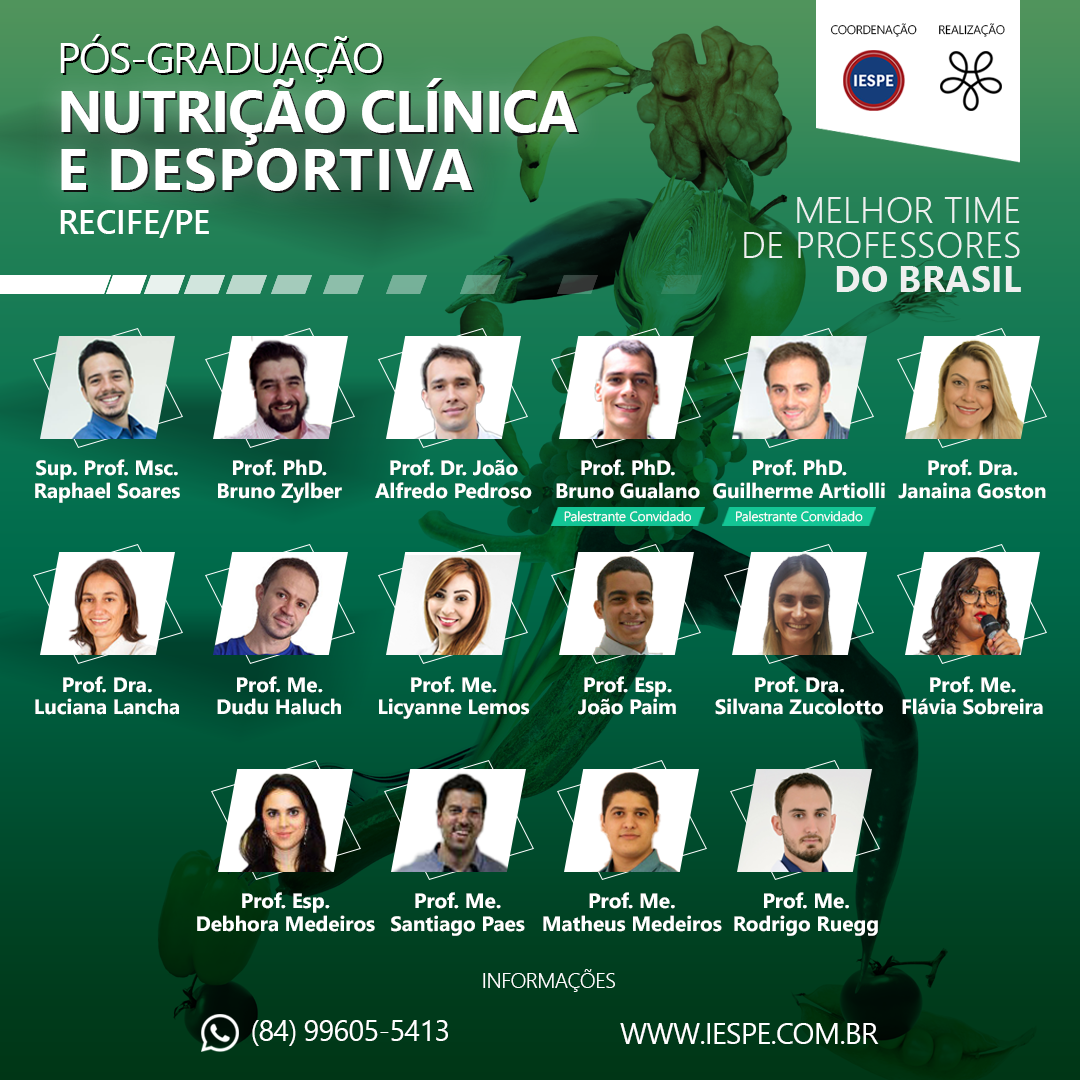 PÓS-GRADUAÇÃO
NUTRIÇÃO CLÍNICA
E DESPORTIVA
RECIFE/PE
COORDENAÇÃO
REALIZAÇÃO
IESPE
MELHOR TIME
DE PROFESSORES
DO BRASIL
Sup. Prof. Msc.
Raphael Soares
Prof. PhD.
Bruno Zylber
Prof. Dr. João
Alfredo Pedroso
Prof. PhD.
Bruno Gualano
Palestrante Convidado
Prof. PhD.
Guilherme Artiolli
Palestrante Convidado
Prof. Dra.
Janaina Goston
Prof. Dra.
Luciana Lancha
Prof. Me.
Dudu Haluch
Prof. Me.
Licyanne Lemos
Prof. Esp.
João Paim
Prof. Dra.
Silvana Zucolotto
Prof. Me.
Flávia Sobreira
Prof. Esp.
Debhora Medeiros
Prof. Me.
Santiago Paes
Prof. Me.
Matheus Medeiros
Prof. Me.
Rodrigo Ruegg
INFORMAÇÕES
(84) 99605-5413
WWW.IESPE.COM.BR